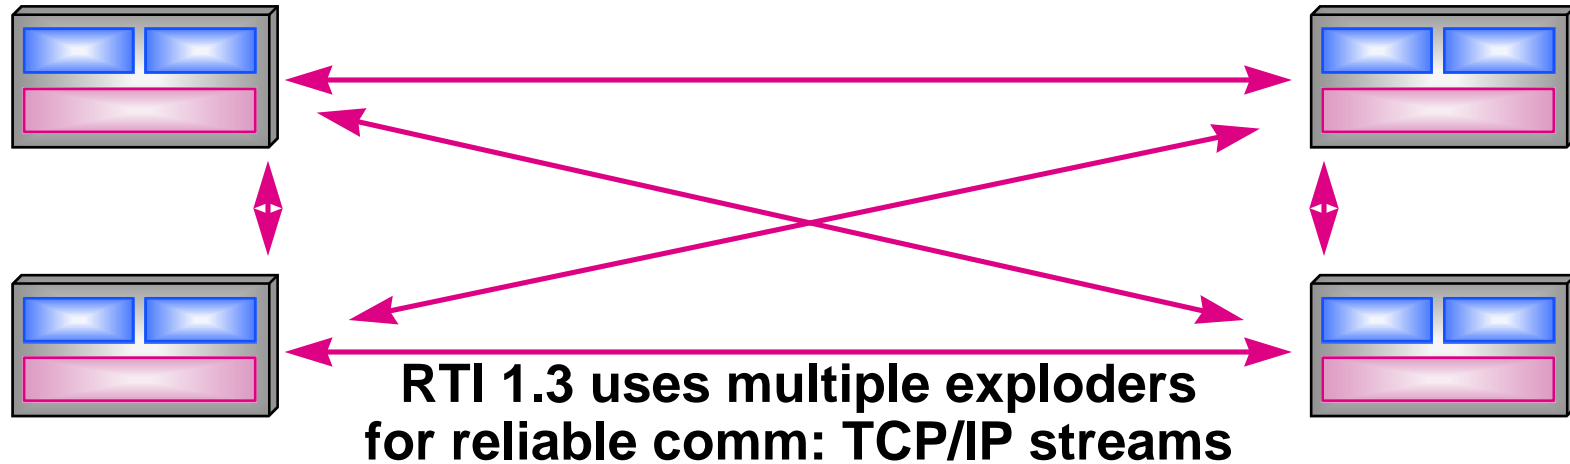 RTI 1.3 uses multiple exploders
for reliable comm: TCP/IP streams